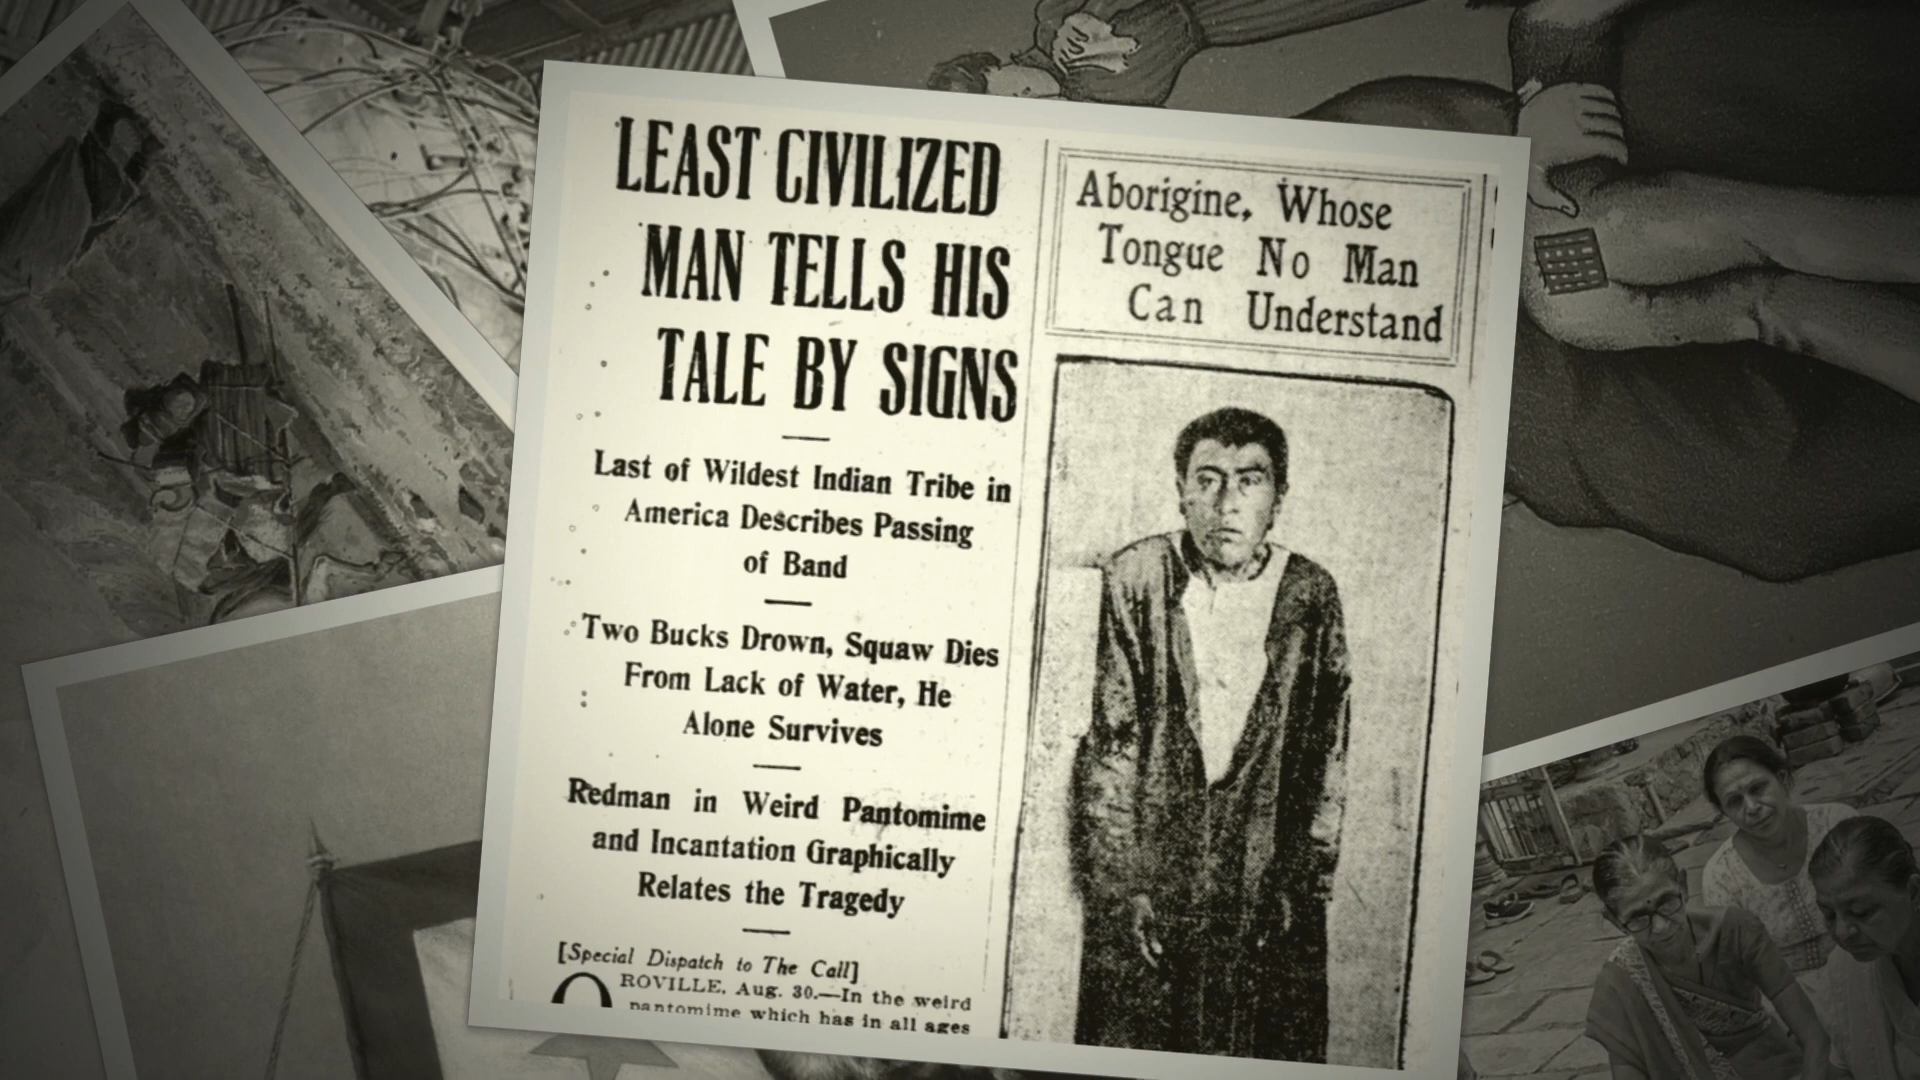 LEAST CIVILIZED
MAN TELLS HIS
TALE BY SIGNS
Last of Wildest Indian Tribe in
America Describes Passing
of Band
Two Bucks Drown, Squaw Dies
From Lack of Water, He
Alone Survives
Redman in Weird Pantomime
and Incantation Graphically
Relates the Tragedy
[Special Dispatch to The Call]
OROVILLE, Aug. 30.—In the weird
pantomime which has in all ages
Aborigine, Whose
Tongue No Man
Can Understand